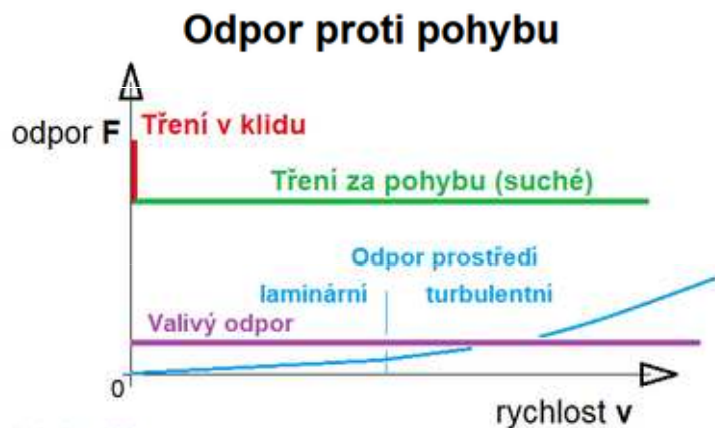 Odpor proti pohybu
odpor F
Tření v klidu
Tření za pohybu (suché)
Odpor prostředí
laminární
turbulentní
Valivý odpor
0
rychlost v